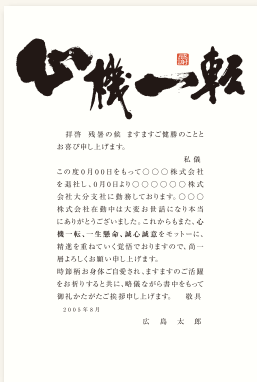 心機一転
拝啓 残暑の候 ますますご健勝のことと
お喜び申し上げます。
私儀
この度0月00日をもって○○○株式会社
を退社し、0月0日より○○○○○○株式
会社大分支社に勤務しております。○○○
株式会社在勤中は大変お世話になり本当
にありがとうございました。これからもまた、心
機一転、一生懸命、誠心誠意をモットーに、
精進を重ねていく覚悟でおりますので、尚一
層よろしくお願い申し上げます。
時節柄お身体ご自愛され、ますますのご活躍
をお祈りすると共に、略儀ながら書中をもって
御礼かたがたご挨拶申し上げます。 敬具
2005年8月
広島太郎